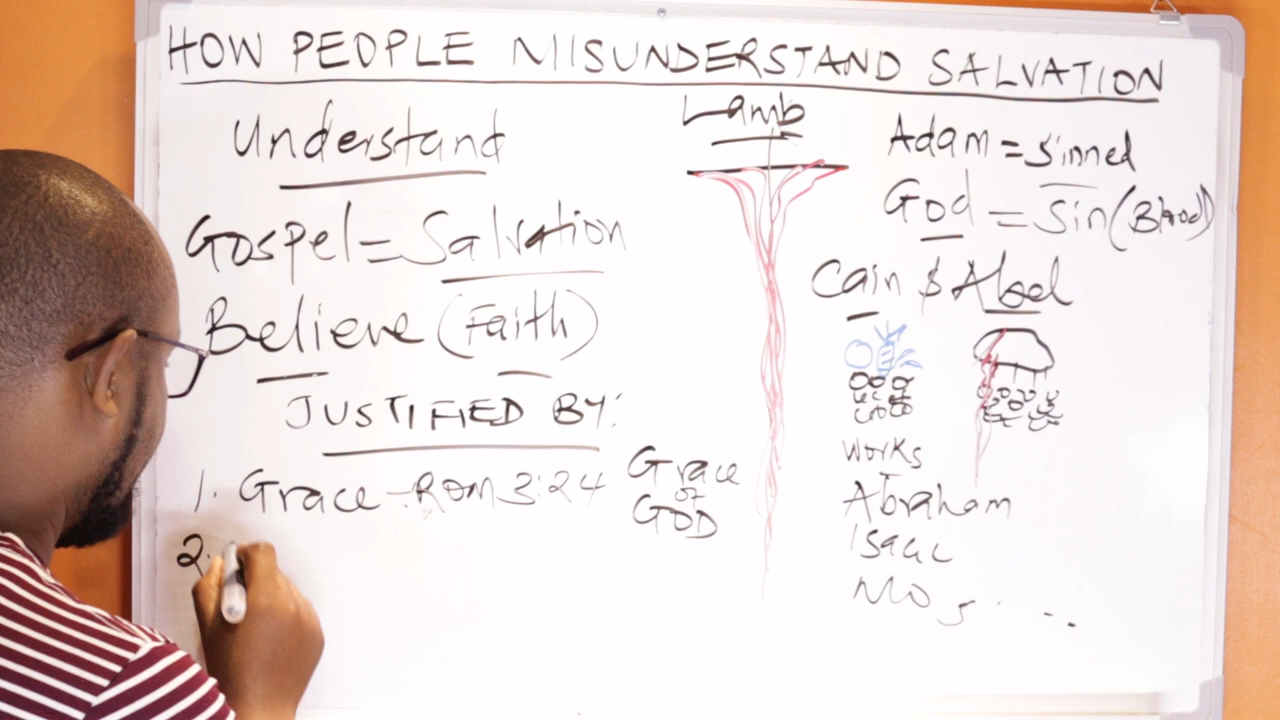 HOW PEOPLE MISUNDERSTAND SALVATION
Understand
Gospel = Salvation
Believe (Faith)
JUSTIFIED BY:
1. Grace - ROM 3:24
Grace
of
GOD
2.
Lamb
Adam = Sinned
God = Sin (Blood)
Cain & Abel
Works
Abraham
Isaac
Mos....